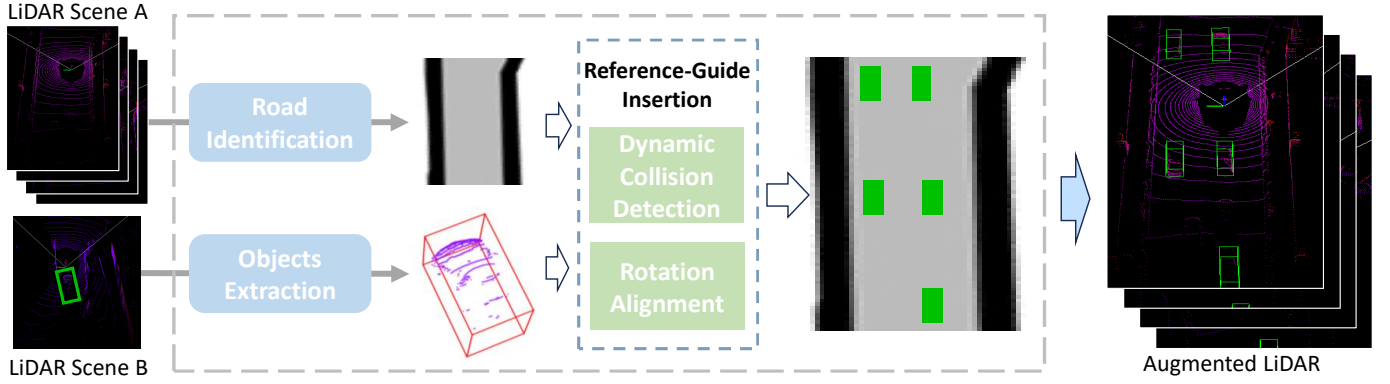 LiDAR Scene A
Road
Identification
Reference-Guide
Insertion
Dynamic
Collision
Detection
Objects
Extraction
Rotation
Alignment
LiDAR Scene B
Augmented LiDAR